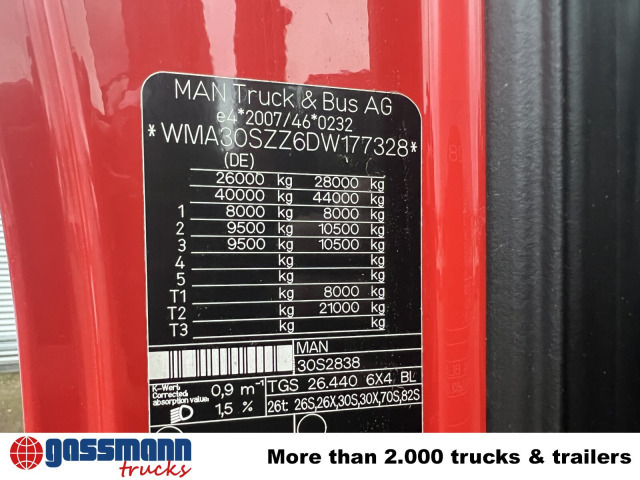 MAN Truck & Bus AG
e4*2007/46*0232
*WMA30SZZ6DW177328*
(DE)
26000 kg 28000 kg
40000 kg 44000 kg
1 8000 kg 8000 kg
2 9500 kg 10500 kg
3 9500 kg 10500 kg
4 kg kg
5 kg kg
T1 kg 8000 kg
T2 kg 21000 kg
T3 kg kg
MAN
30S2838
K-Wert: Corrected absorption value: 0,9 m⁻¹ TGS 26.440 6X4 BL
1,5 % 26t: 26S,26X,30S,30X,70S,82S
gassmann trucks
More than 2.000 trucks & trailers